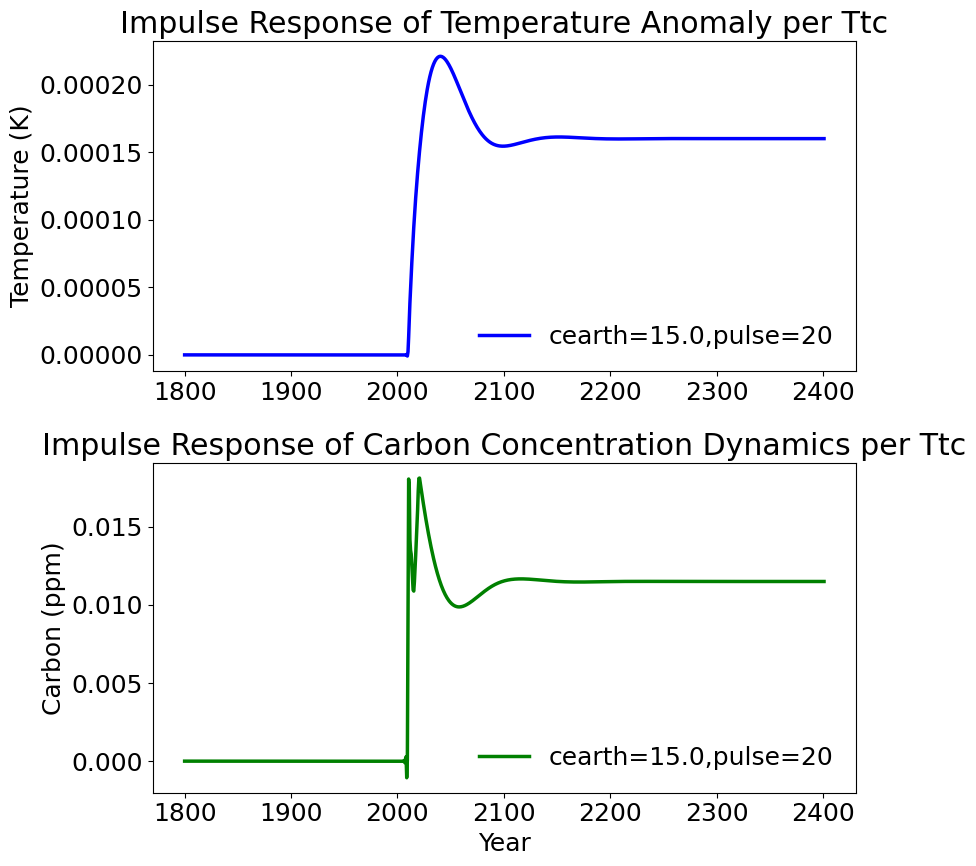 Impulse Response of Temperature Anomaly per Ttc
Temperature (K)
0.00020
0.00015
0.00010
0.00005
0.00000
cearth=15.0,pulse=20
1800 1900 2000 2100 2200 2300 2400
Impulse Response of Carbon Concentration Dynamics per Ttc
Carbon (ppm)
0.015
0.010
0.005
0.000
cearth=15.0,pulse=20
1800 1900 2000 2100 2200 2300 2400
Year